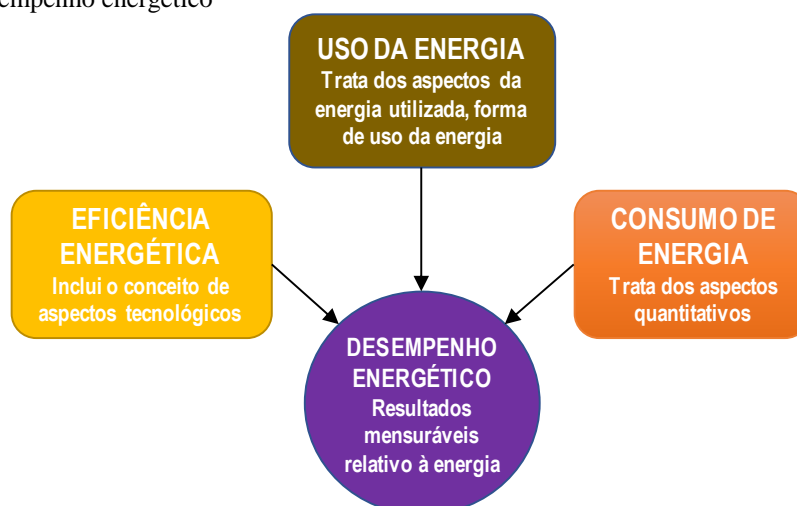 empenho energético
USO DA ENERGIA
Trata dos aspectos da
energia utilizada, forma
de uso da energia
EFICIÊNCIA
ENERGÉTICA
Inclui o conceito de
aspectos tecnológicos
CONSUMO DE
ENERGIA
Trata dos aspectos
quantitativos
DESEMPENHO
ENERGÉTICO
Resultados
mensuráveis
relativo à energia